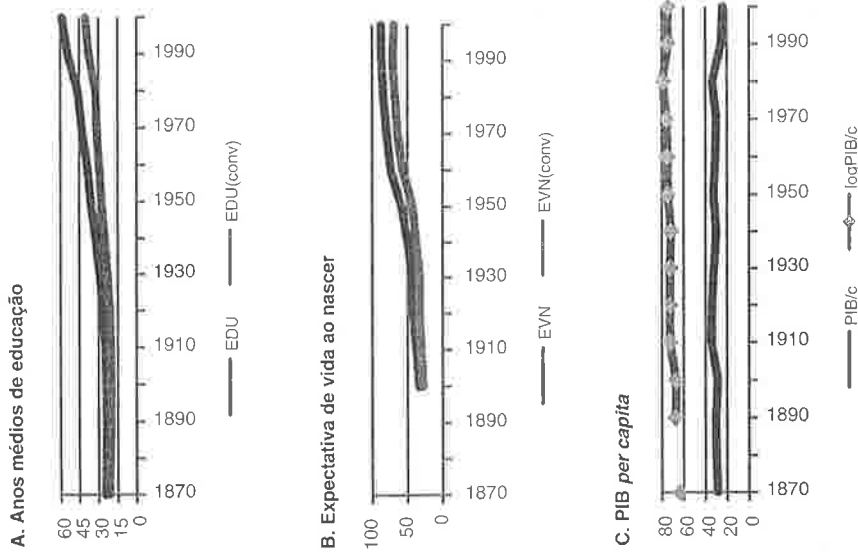 A. Anos médios de educação
60
45
30
15
0
1870 1890 1910 1930 1950 1970 1990
EDU EDU(conv)
B. Expectativa de vida ao nascer
100
50
0
1870 1890 1910 1930 1950 1970 1990
EVN EVN(conv)
C. PIB per capita
80
60
40
20
0
1870 1890 1910 1930 1950 1970 1990
PIB/c logPIB/c